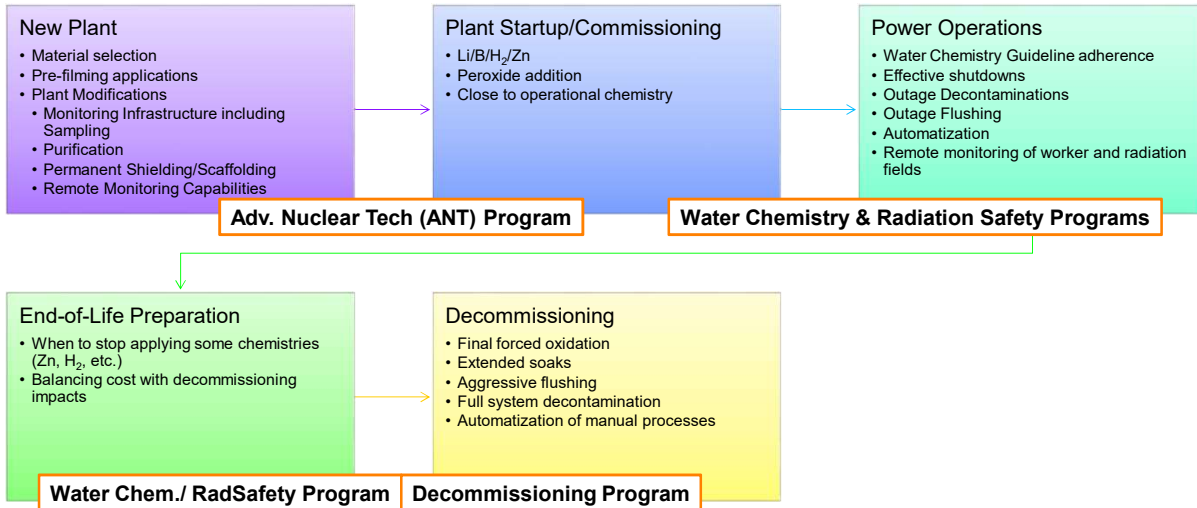 New Plant
• Material selection
• Pre-filming applications
• Plant Modifications
• Monitoring Infrastructure including
Sampling
• Purification
• Permanent Shielding/Scaffolding
• Remote Monitoring Capabilities
Plant Startup/Commissioning
• Li/B/H₂/Zn
• Peroxide addition
• Close to operational chemistry
Adv. Nuclear Tech (ANT) Program
Power Operations
• Water Chemistry Guideline adherence
• Effective shutdowns
• Outage Decontaminations
• Outage Flushing
• Automatization
• Remote monitoring of worker and radiation
fields
Water Chemistry & Radiation Safety Programs
End-of-Life Preparation
• When to stop applying some chemistries
(Zn, H₂, etc.)
• Balancing cost with decommissioning
impacts
Water Chem./ RadSafety Program
Decommissioning
• Final forced oxidation
• Extended soaks
• Aggressive flushing
• Full system decontamination
• Automatization of manual processes
Decommissioning Program